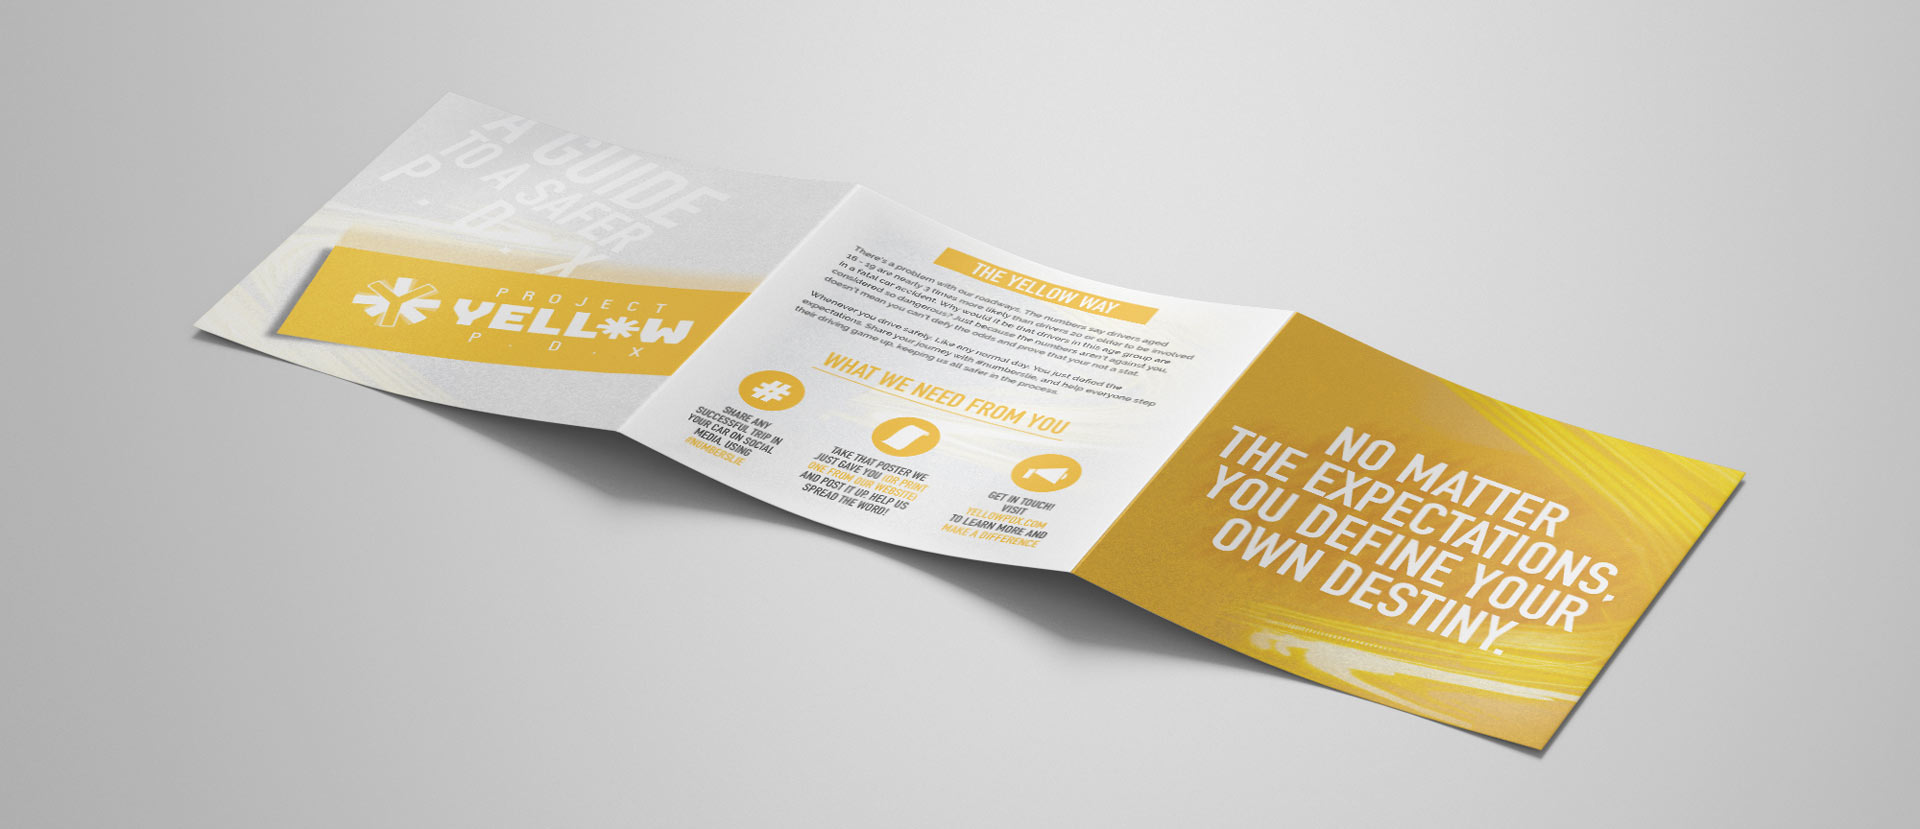 A GUIDE
TO A SAFER
P.
D.X
PROJECT
YELLOW
P.D.X
THE YELLOW WAY
There's a problem with our roadways. The numbers say drivers aged
16 - 19 are nearly 3 times more likely than drivers 20 or older to be involved
in a fatal car accident. Why would it be that drivers in this age group are
considered so dangerous? Just because the numbers aren't against you,
doesn't mean you can't defy the odds and prove that your not a stat.
Whenever you drive safely. Like any normal day. You just defied the
expectations. Share your journey with #numberslie, and help everyone step
their driving game up, keeping us all safer in the process.
WHAT WE NEED FROM YOU
#
SHARE ANY
SUCCESSFUL TRIP IN
YOUR CAR ON SOCIAL
MEDIA, USING
#NUMBERSLIE
TAKE THAT POSTER WE
JUST GAVE YOU (OR PRINT
ONE FROM OUR WEBSITE)
AND POST IT UP. HELP US
SPREAD THE WORD!
GET IN TOUCH!
VISIT
YELLOWPDX.COM
TO LEARN MORE AND
MAKE A DIFFERENCE
NO MATTER
THE EXPECTATIONS,
YOU DEFINE YOUR
OWN DESTINY.